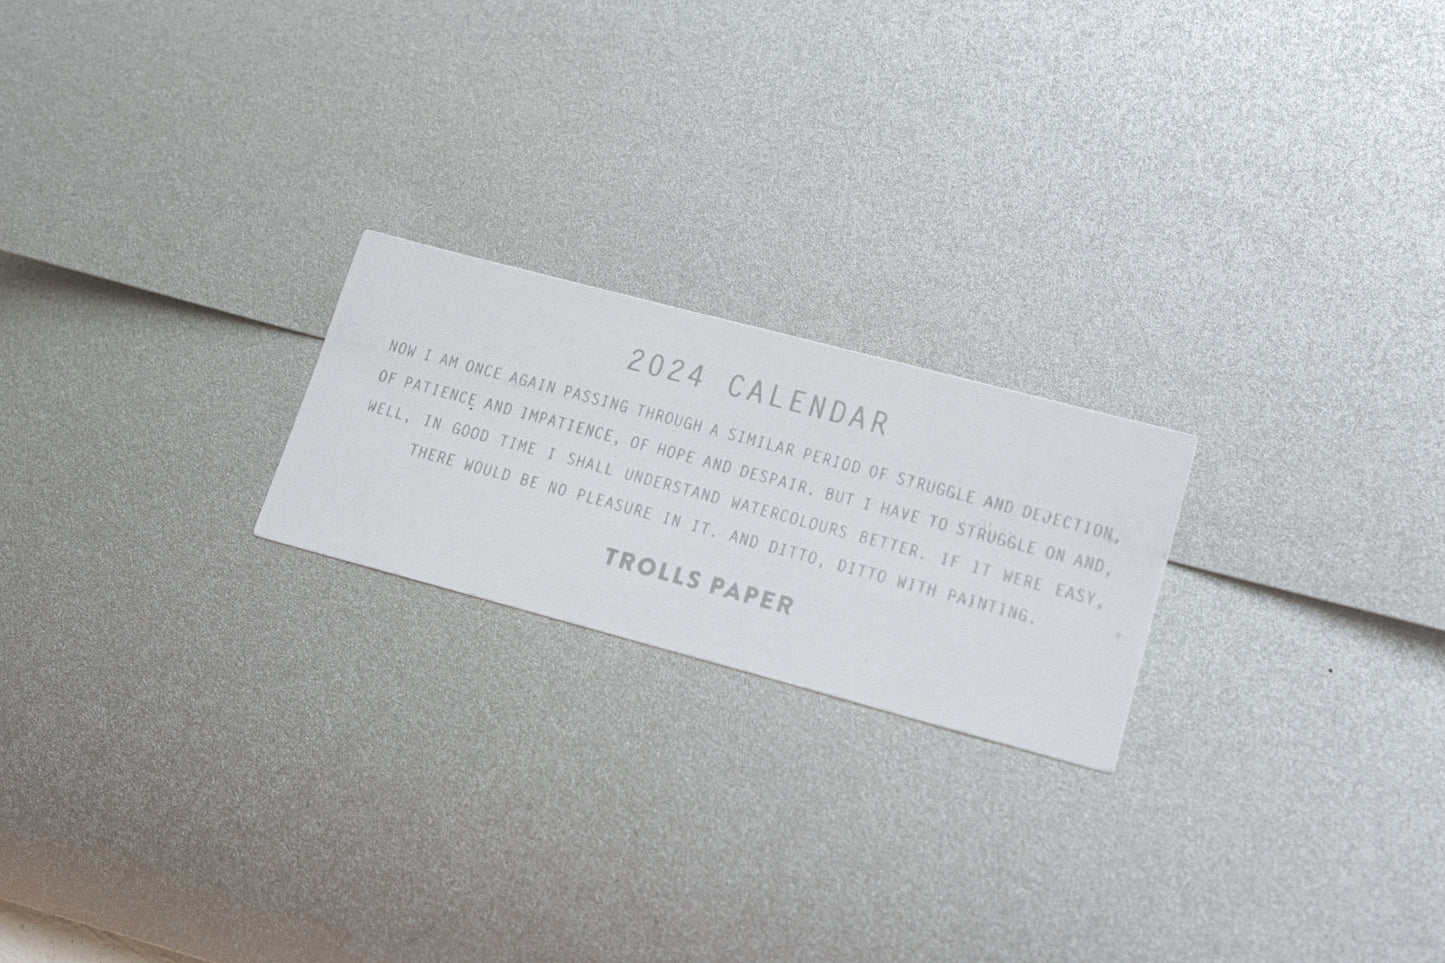 2024 CALENDAR
NOW I AM ONCE AGAIN PASSING THROUGH A SIMILAR PERIOD OF STRUGGLE AND DEJECTION,
OF PATIENCE AND IMPATIENCE, OF HOPE AND DESPAIR. BUT I HAVE TO STRUGGLE ON AND,
WELL, IN GOOD TIME I SHALL UNDERSTAND WATERCOLOURS BETTER. IF IT WERE EASY,
THERE WOULD BE NO PLEASURE IN IT. AND DITTO, DITTO WITH PAINTING.
TROLLS PAPER